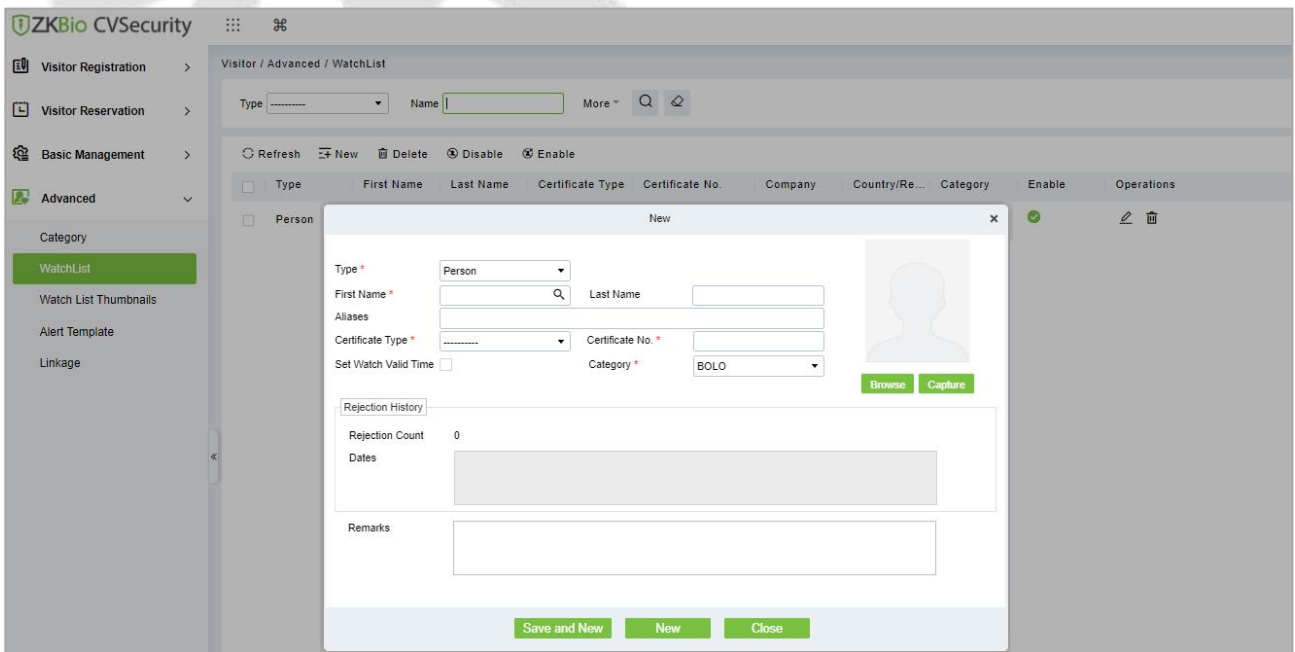 ZKBio CVSecurity
Visitor Registration
Visitor Reservation
Basic Management
Advanced
Category
WatchList
Watch List Thumbnails
Alert Template
Linkage
Visitor / Advanced / WatchList
Type ---------- Name More
Refresh New Delete Disable Enable
Type First Name Last Name Certificate Type Certificate No. Company Country/Re... Category Enable Operations
Person
New
Type * Person
First Name * Last Name
Aliases
Certificate Type * ---------- Certificate No. *
Set Watch Valid Time Category * BOLO
Browse Capture
Rejection History
Rejection Count 0
Dates
Remarks
Save and New New Close